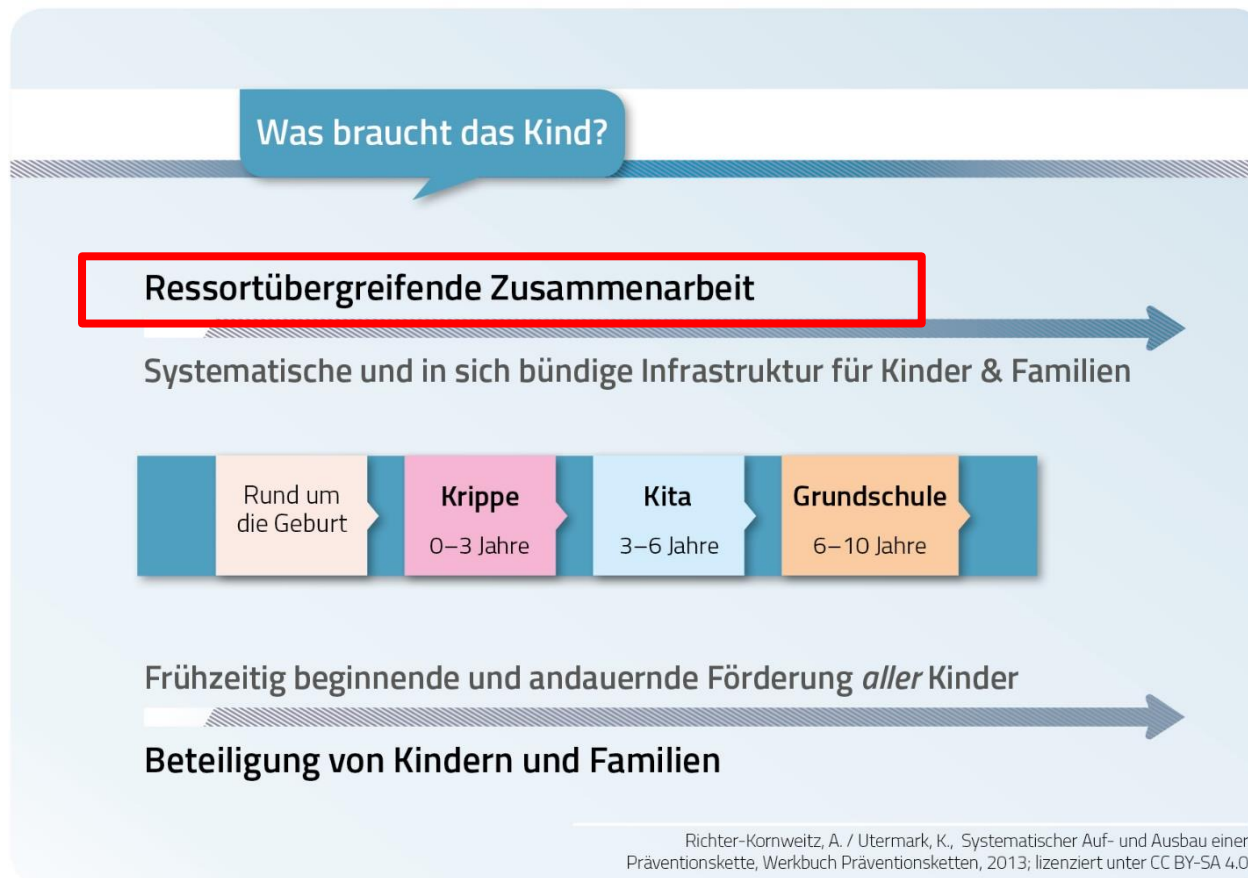 Was braucht das Kind?
Ressortübergreifende Zusammenarbeit
Systematische und in sich bündige Infrastruktur für Kinder & Familien
Rund um
die Geburt
Krippe
0–3 Jahre
Kita
3–6 Jahre
Grundschule
6–10 Jahre
Frühzeitig beginnende und andauernde Förderung aller Kinder
Beteiligung von Kindern und Familien
Richter-Kornweitz, A. / Utermark, K., Systematischer Auf- und Ausbau einer
Präventionskette, Werkbuch Präventionsketten, 2013; lizenziert unter CC BY-SA 4.0